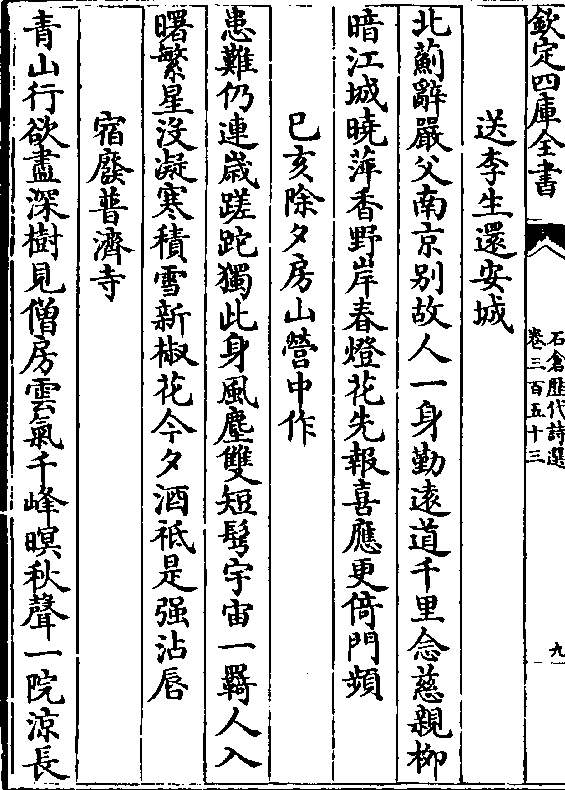 欽定四庫全書
石倉歷代詩選
卷三百五十三
九
送李生還安城
北薊辭嚴父南京別故人一身勤遠道千里念慈親柳
暗江城曉萍香野岸春燈花先報喜應更倚門頻
已亥除夕房山營中作
患難仍連歲蹉跎獨此身風塵雙短髩宇宙一羇人入
曙繁星沒凝寒積雪新椒花今夕酒祗是强沾唇
宿廢普濟寺
青山行欲盡深樹見僧房雲氣千峰暝秋聲一院涼長